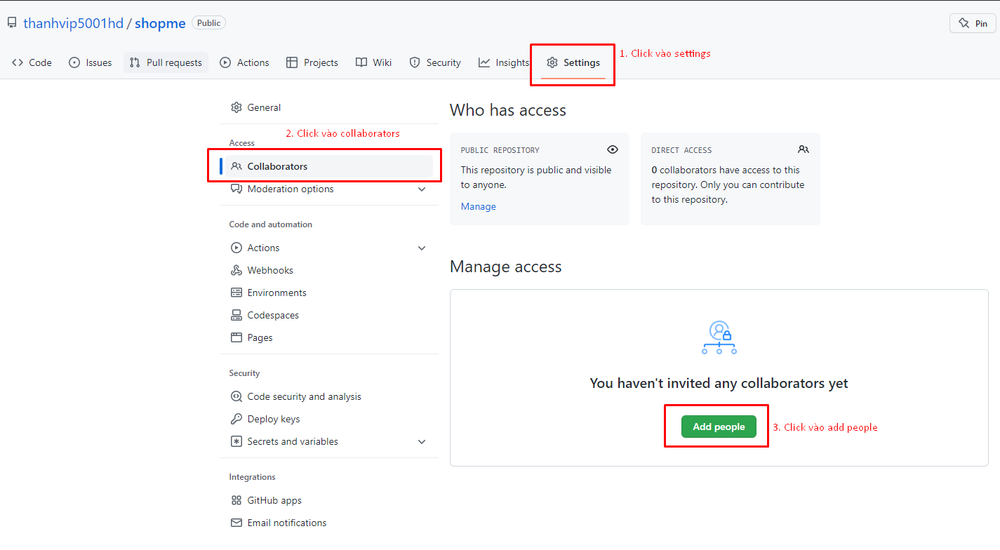 thanhvip5001hd / shopme Public
Pin
Code Issues Pull requests Actions Projects Wiki Security Insights Settings
1. Click vào settings
General
2. Click vào collaborators
Access
Collaborators
Moderation options
Code and automation
Actions
Webhooks
Environments
Codespaces
Pages
Security
Code security and analysis
Deploy keys
Secrets and variables
Integrations
GitHub apps
Email notifications
Who has access
PUBLIC REPOSITORY
This repository is public and visible
to anyone.
Manage
DIRECT ACCESS
0 collaborators have access to this
repository. Only you can contribute
to this repository.
Manage access
You haven't invited any collaborators yet
Add people
3. Click vào add people